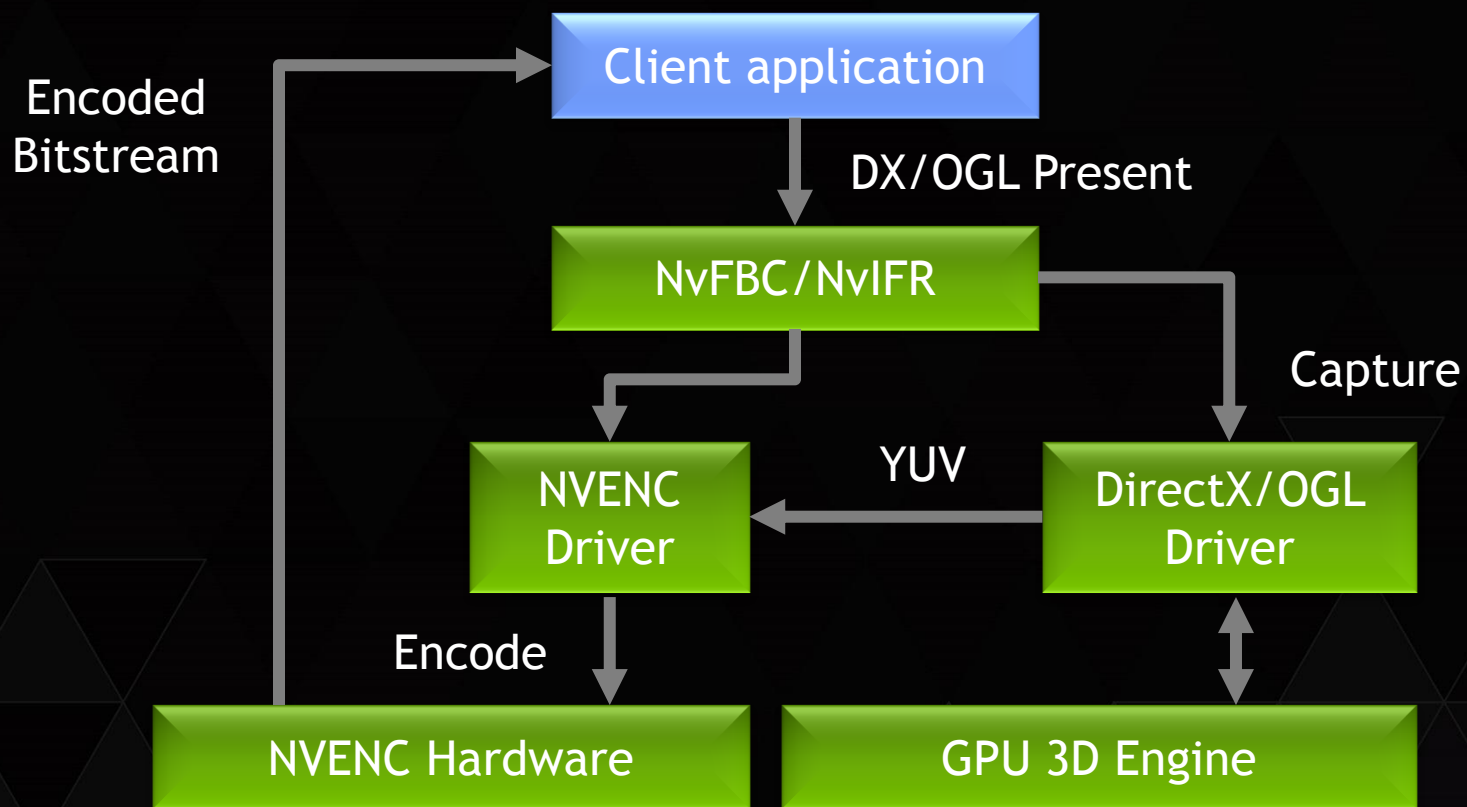 Client application
Encoded
Bitstream
DX/OGL Present
NvFBC/NvIFR
Capture
YUV
NVENC
Driver
DirectX/OGL
Driver
Encode
NVENC Hardware
GPU 3D Engine